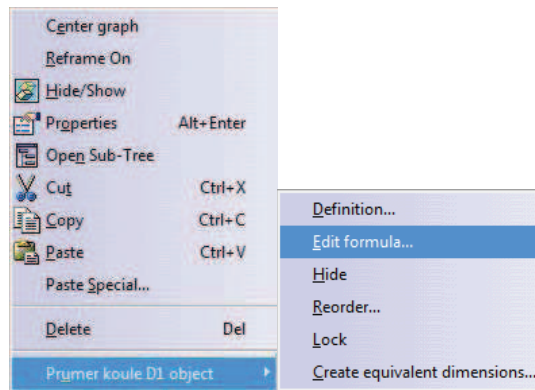 Center graph
Reframe On
Hide/Show
Properties Alt+Enter
Open Sub-Tree
Cut Ctrl+X
Copy Ctrl+C
Paste Ctrl+V
Paste Special...
Delete Del
Prumer koule D1 object
Definition...
Edit formula...
Hide
Reorder...
Lock
Create equivalent dimensions...